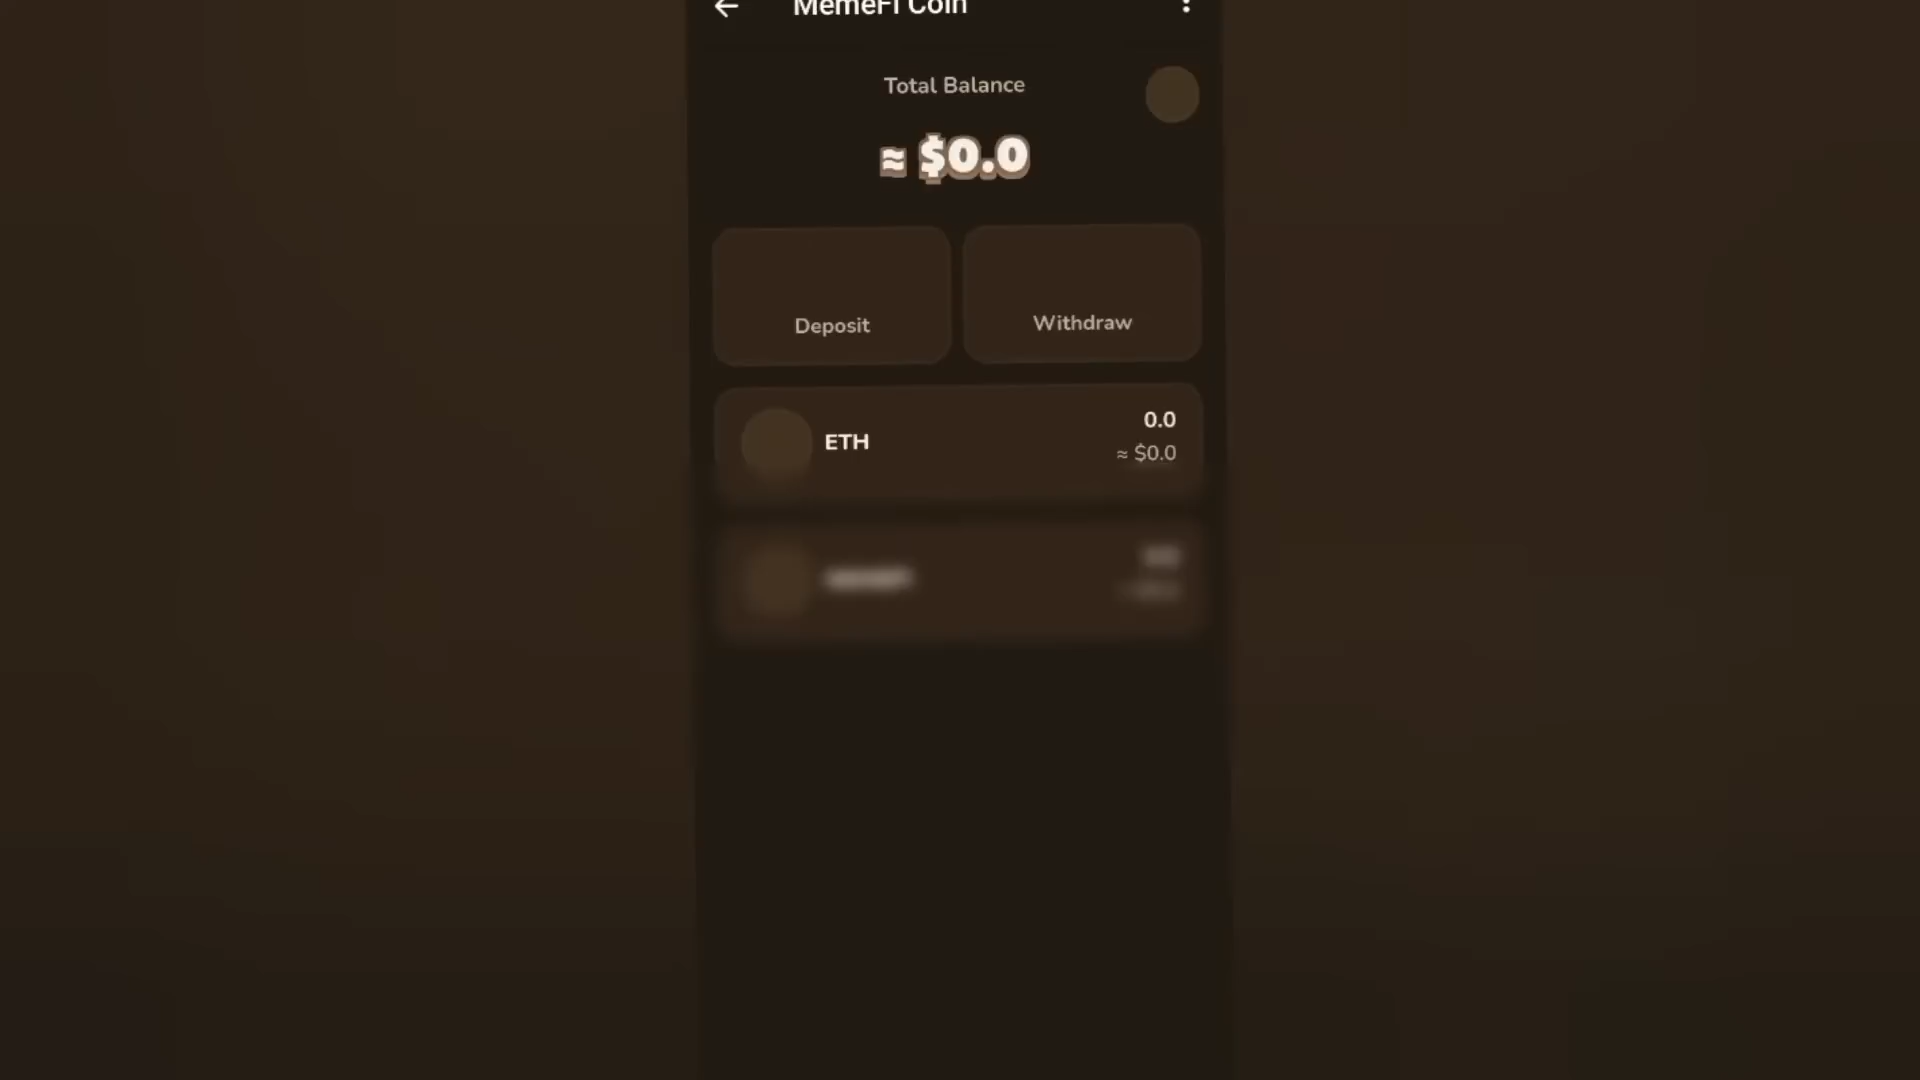 MemeFi Coin
Total Balance
≈ $0.0
Deposit
Withdraw
ETH
0.0
≈ $0.0